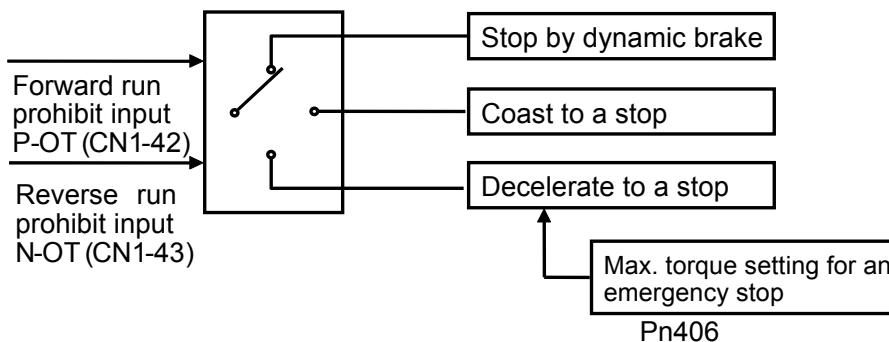 Stop by dynamic brake
Forward run
prohibit input
P-OT (CN1-42)
Coast to a stop
Reverse run
prohibit input
N-OT (CN1-43)
Decelerate to a stop
Max. torque setting for an
emergency stop
Pn406